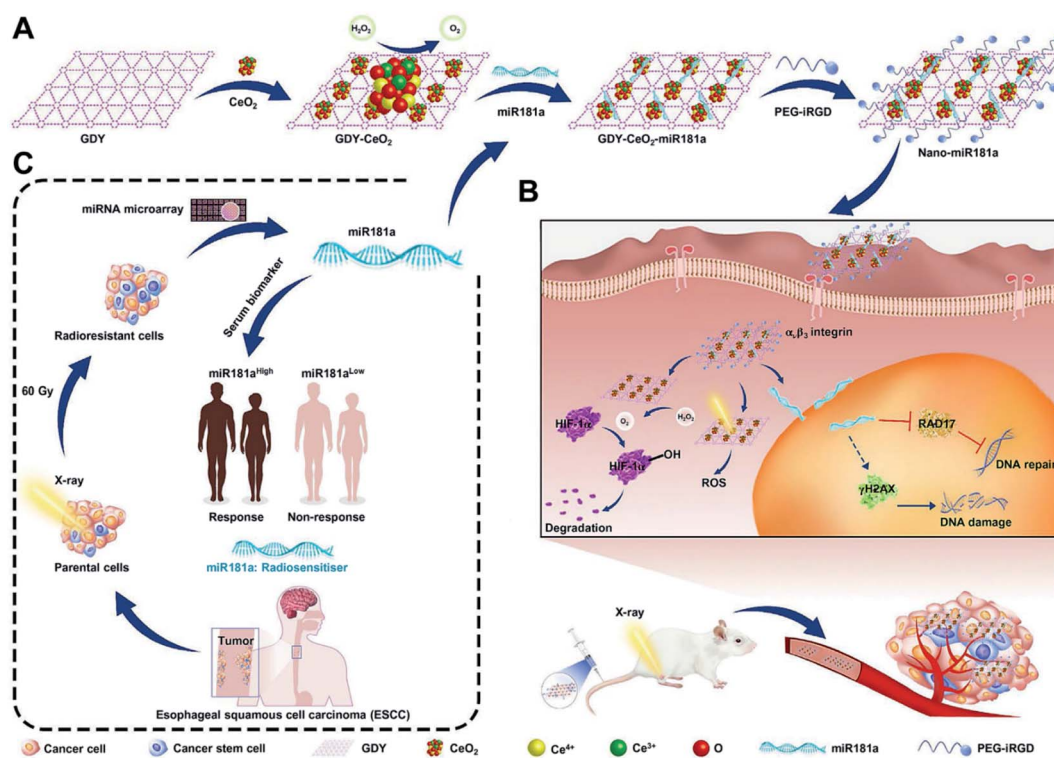 A
H₂O₂
O₂
CeO₂
miR181a
PEG-iRGD
GDY
GDY-CeO₂
GDY-CeO₂-miR181a
Nano-miR181a
C
miRNA microarray
miR181a
Radioresistant cells
Serum biomarker
60 Gy
miR181aHigh
miR181aLow
X-ray
Response
Non-response
Parental cells
miR181a: Radiosensitiser
Tumor
Esophageal squamous cell carcinoma (ESCC)
B
αvβ₃ integrin
HIF-1α
O₂
H₂O₂
RAD17
HIF-1α
OH
DNA repair
ROS
γH2AX
Degradation
DNA damage
X-ray
Cancer cell
Cancer stem cell
GDY
CeO₂
Ce⁴⁺
Ce³⁺
O
miR181a
PEG-iRGD